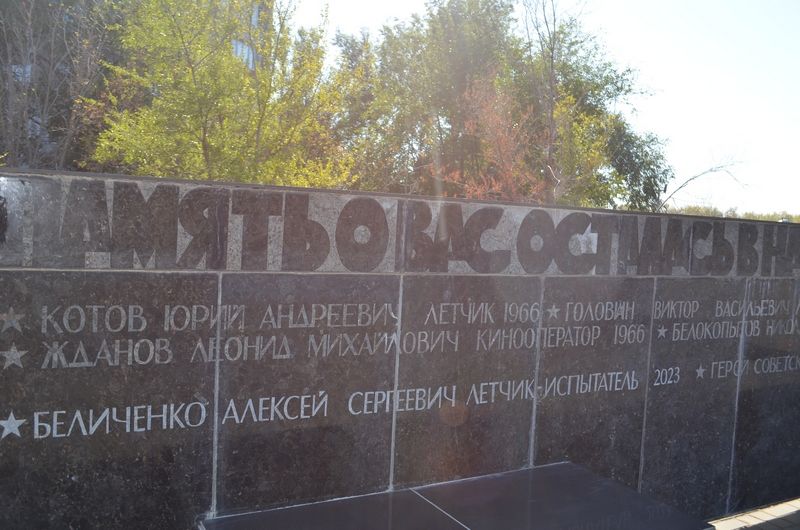 ПАМЯТЬ О ВАС ОСТАЛАСЬ В
★ КОТОВ ЮРИЙ АНДРЕЕВИЧ ЛЕТЧИК 1966 ★ ГОЛОВИН ВИКТОР ВАСИЛЬЕВИЧ
★ ЖДАНОВ ЛЕОНИД МИХАЙЛОВИЧ КИНООПЕРАТОР 1966 ★ БЕЛОКОПЫТОВ
★ БЕЛИЧЕНКО АЛЕКСЕЙ СЕРГЕЕВИЧ ЛЕТЧИК-ИСПЫТАТЕЛЬ 2023 ★ ГЕРОЙ